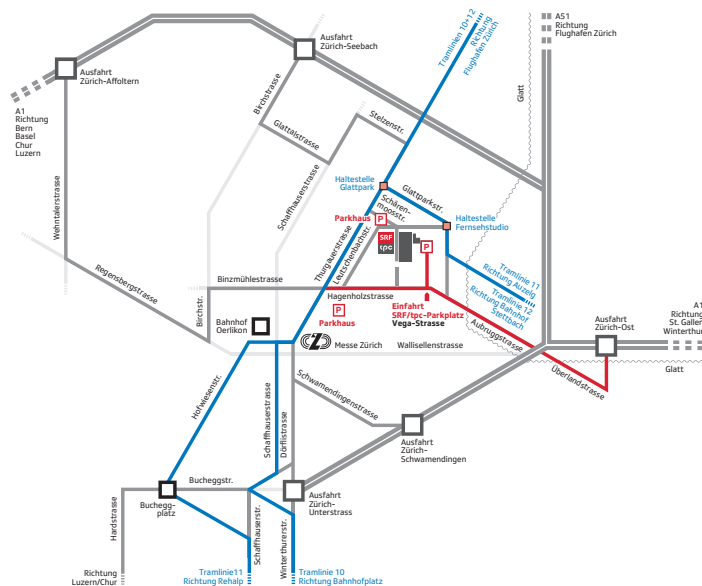 A51
Richtung
Flughafen Zürich
Tramlinien 10+12
Richtung
Flughafen Zürich
Ausfahrt
Zürich-Seebach
Ausfahrt
Zürich-Affoltern
A1
Richtung
Bern
Basel
Chur
Luzern
Birchstrasse
Glattalstrasse
Stelzenstr.
Glatt
Schaffhauserstrasse
Wehntalerstrasse
Haltestelle
Glattpark
Glattparkstr.
Schären-
moosstr.
Haltestelle
Fernsehstudio
Parkhaus P
Thurgauerstrasse
Leutschenbachstr.
SRF
tpc
P
Regensbergstrasse
Binzmühlestrasse
Tramlinie 11
Richtung Auzelg
Tramlinie 12
Richtung Bahnhof
Stettbach
Hagenholzstrasse
P
Parkhaus
Einfahrt
SRF/tpc-Parkplatz
Vega-Strasse
Birchstr.
Bahnhof
Oerlikon
Messe Zürich
Wallisellenstrasse
Aubruggstrasse
Ausfahrt
Zürich-Ost
A1
Richtung
St. Gallen
Winterthur
Glatt
Überlandstrasse
Hofwiesenstr.
Schaffhauserstrasse
Dörflistrasse
Schwamendingenstrasse
Ausfahrt
Zürich-
Schwamendingen
Bucheggstr.
Buchegg-
platz
Ausfahrt
Zürich-
Unterstrass
Hardstrasse
Schaffhauserstr.
Winterthurerstr.
Richtung
Luzern/Chur
Tramlinie11
Richtung Rehalp
Tramlinie 10
Richtung Bahnhofplatz